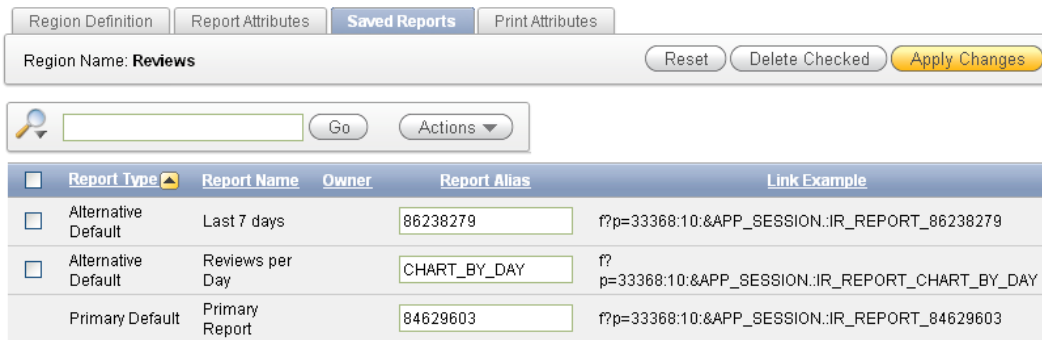 Region Definition Report Attributes Saved Reports Print Attributes
Region Name: Reviews Reset Delete Checked Apply Changes
Go Actions
Report Type Report Name Owner Report Alias Link Example
Alternative Default Last 7 days 86238279 f?p=33368:10:&APP_SESSION.:IR_REPORT_86238279
Alternative Default Reviews per Day CHART_BY_DAY f?p=33368:10:&APP_SESSION.:IR_REPORT_CHART_BY_DAY
Primary Default Primary Report 84629603 f?p=33368:10:&APP_SESSION.:IR_REPORT_84629603